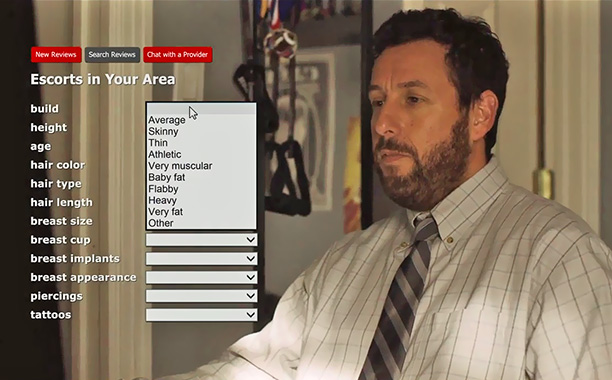 New Reviews
Search Reviews
Chat with a Provider
Escorts in Your Area
build
Average
Skinny
Thin
Athletic
Very muscular
Baby fat
Flabby
Heavy
Very fat
Other
height
age
hair color
hair type
hair length
breast size
breast cup
breast implants
breast appearance
piercings
tattoos